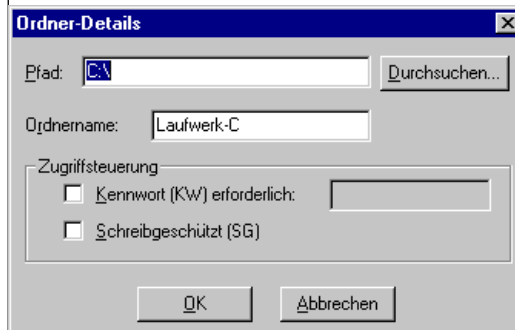 Ordner-Details
Pfad: C:\ Durchsuchen...
Ordnername: Laufwerk-C
Zugriffsteuerung
Kennwort (KW) erforderlich:
Schreibgeschützt (SG)
OK Abbrechen